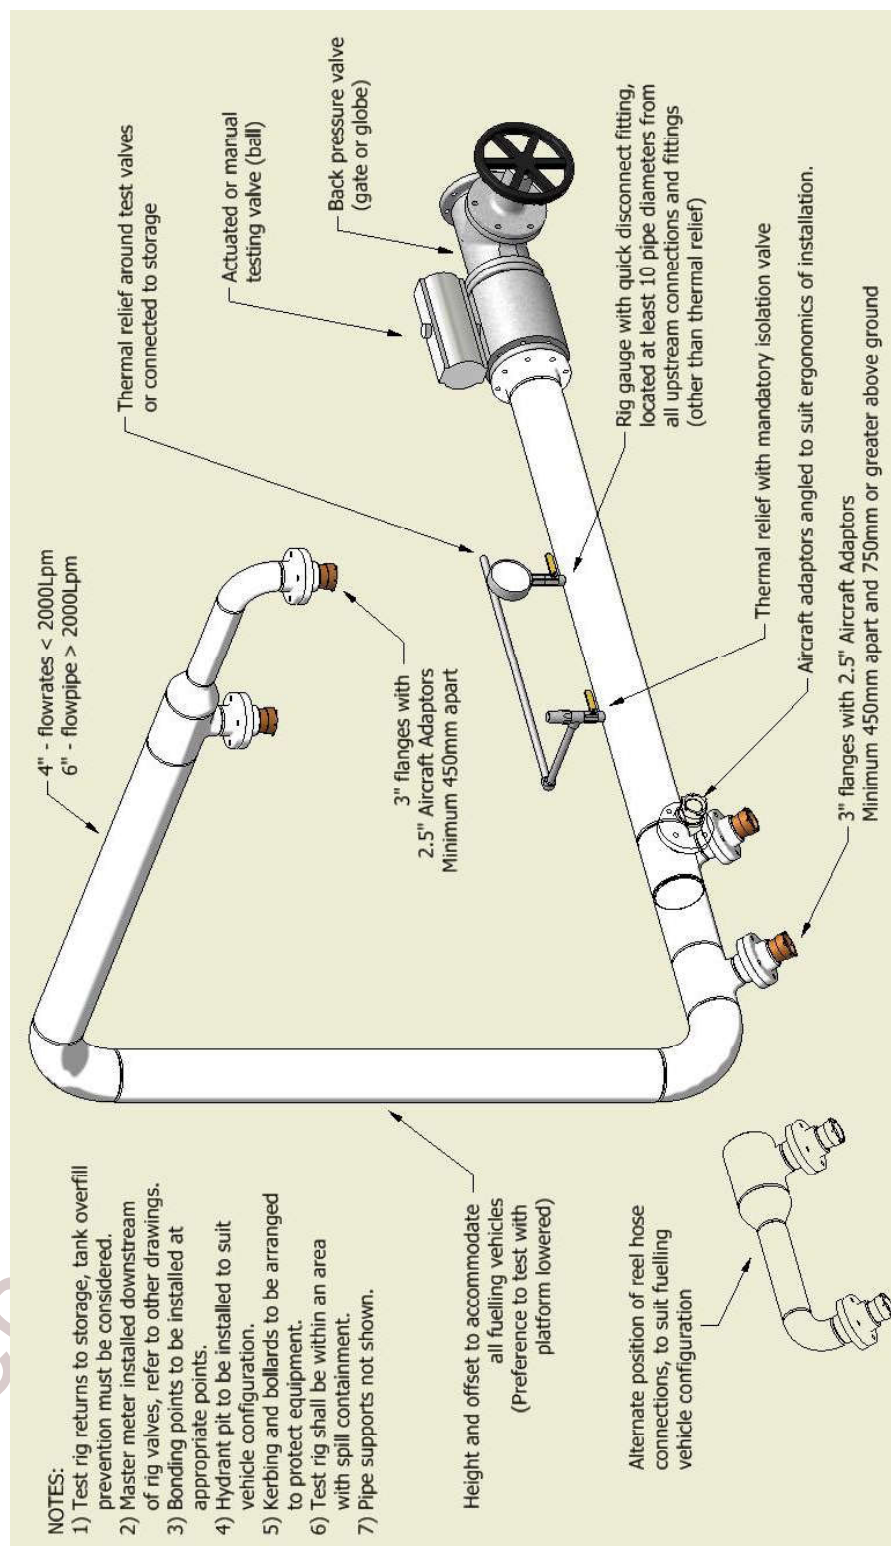 NOTES:
1) Test rig returns to storage, tank overfill
prevention must be considered.
2) Master meter installed downstream
of rig valves, refer to other drawings.
3) Bonding points to be installed at
appropriate points.
4) Hydrant pit to be installed to suit
vehicle configuration.
5) Kerbing and bollards to be arranged
to protect equipment.
6) Test rig shall be within an area
with spill containment.
7) Pipe supports not shown.
4" - flowrates < 2000Lpm
6" - flowpipe > 2000Lpm
Thermal relief around test valves
or connected to storage
Actuated or manual
testing valve (ball)
Back pressure valve
(gate or globe)
3" flanges with
2.5" Aircraft Adaptors
Minimum 450mm apart
Height and offset to accommodate
all fuelling vehicles
(Preference to test with
platform lowered)
Rig gauge with quick disconnect fitting,
located at least 10 pipe diameters from
all upstream connections and fittings
(other than thermal relief)
Thermal relief with mandatory isolation valve
Aircraft adaptors angled to suit ergonomics of installation.
3" flanges with 2.5" Aircraft Adaptors
Minimum 450mm apart and 750mm or greater above ground
Alternate position of reel hose
connections, to suit fuelling
vehicle configuration